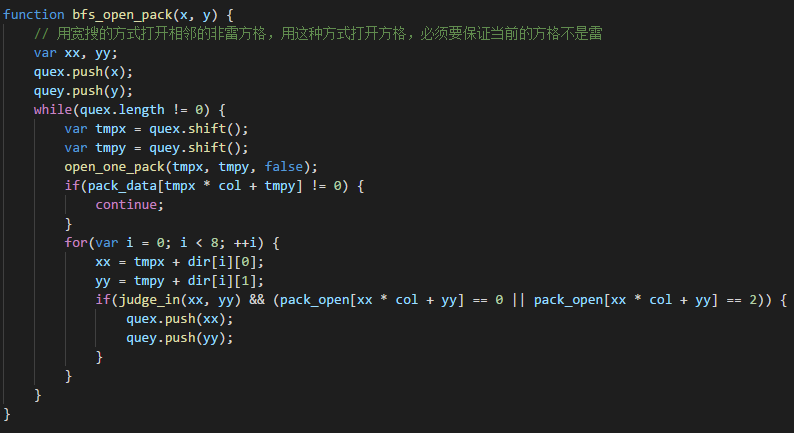 function bfs_open_pack(x, y) {
    // 用宽搜的方式打开相邻的非雷方格，用这种方式打开方格，必须要保证当前的方格不是雷
    var xx, yy;
    quex.push(x);
    quey.push(y);
    while(quex.length != 0) {
        var tmpx = quex.shift();
        var tmpy = quey.shift();
        open_one_pack(tmpx, tmpy, false);
        if(pack_data[tmpx * col + tmpy] != 0) {
            continue;
        }
        for(var i = 0; i < 8; ++i) {
            xx = tmpx + dir[i][0];
            yy = tmpy + dir[i][1];
            if(judge_in(xx, yy) && (pack_open[xx * col + yy] == 0 || pack_open[xx * col + yy] == 2)) {
                quex.push(xx);
                quey.push(yy);
            }
        }
    }
}